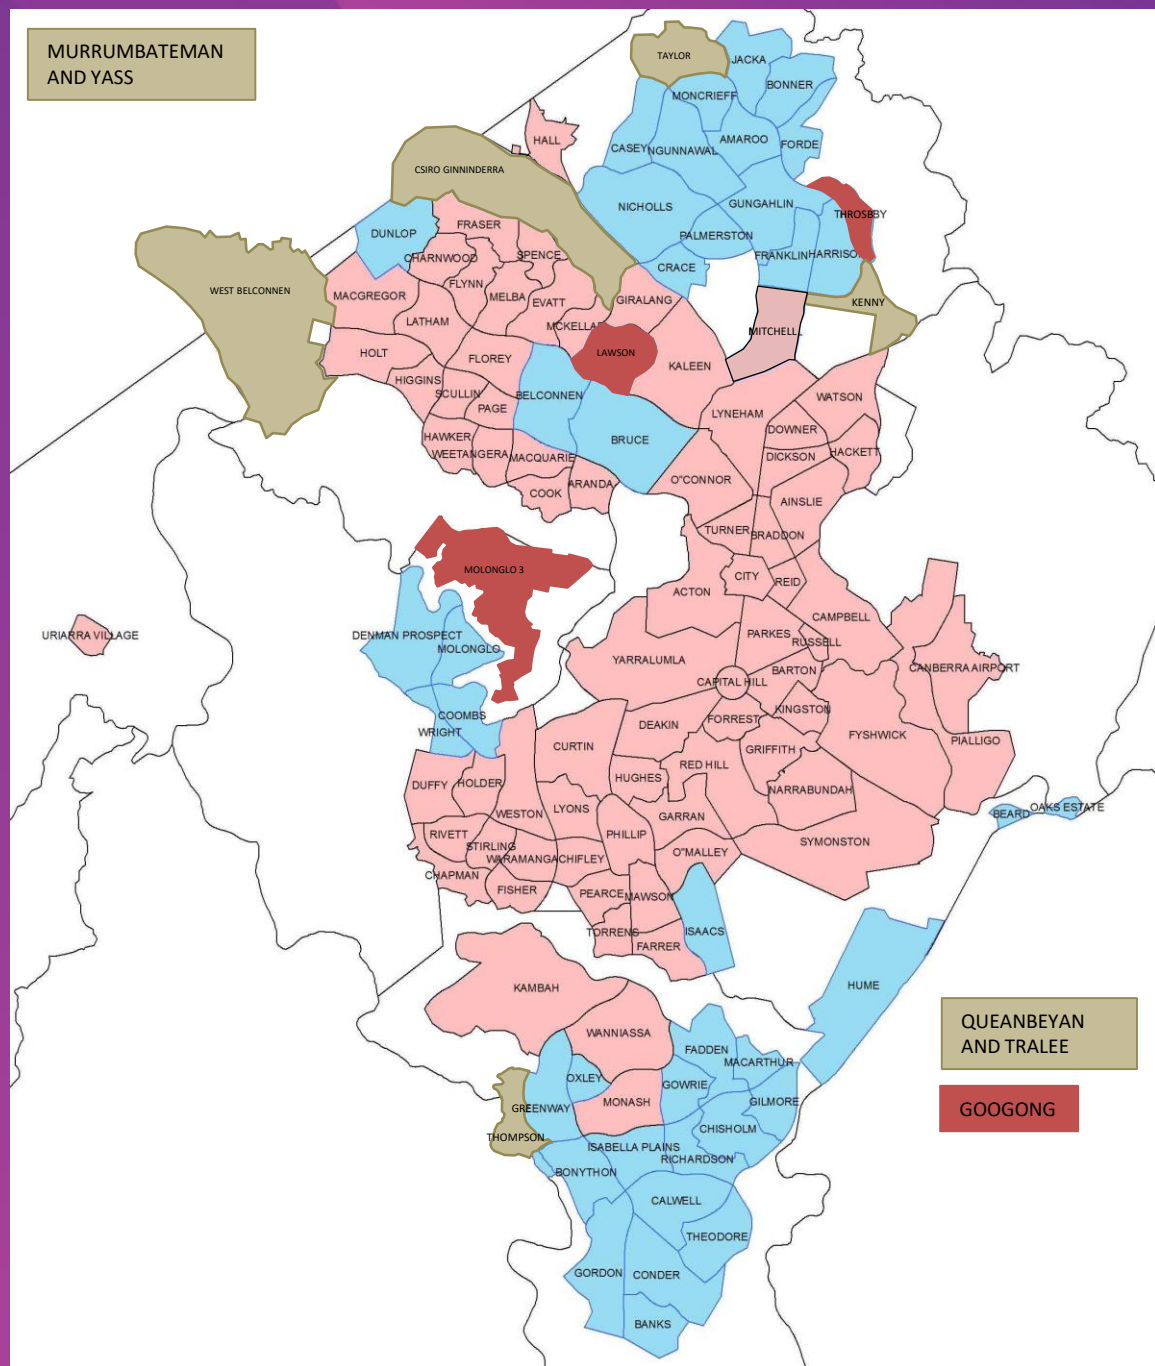 MURRUMBATEMAN
AND YASS
TAYLOR
JACKA
BONNER
MONCRIEFF
HALL
CASEY
NGUNNAWAL
AMAROO
FORDE
CSIRO GINNINDERRA
NICHOLLS
GUNGAHLIN
THROSBY
DUNLOP
FRASER
PALMERSTON
CHARNWOOD
SPENCE
FRANKLIN
HARRISON
CRACE
WEST BELCONNEN
MACGREGOR
FLYNN
MELBA
EVATT
GIRALANG
KENNY
LATHAM
MCKELLAR
MITCHELL
HOLT
FLOREY
LAWSON
KALEEN
HIGGINS
SCULLIN
BELCONNEN
WATSON
PAGE
LYNEHAM
DOWNER
HAWKER
BRUCE
WEETANGERA
MACQUARIE
DICKSON
HACKETT
COOK
ARANDA
O"CONNOR
AINSLIE
TURNER
BRADDON
MOLONGLO 3
CITY
REID
ACTON
CAMPBELL
URIARRA VILLAGE
DENMAN PROSPECT
PARKES
RUSSELL
MOLONGLO
YARRALUMLA
BARTON
CANBERRA AIRPORT
CAPITAL HILL
COOMBS
KINGSTON
WRIGHT
DEAKIN
FORREST
CURTIN
GRIFFITH
FYSHWICK
PIALLIGO
RED HILL
DUFFY
HOLDER
HUGHES
NARRABUNDAH
WESTON
LYONS
GARRAN
BEARD
OAKS ESTATE
RIVETT
PHILLIP
STIRLING
SYMONSTON
WARAMANGA
CHIFLEY
O"MALLEY
CHAPMAN
FISHER
PEARCE
MAWSON
TORRENS
ISAACS
FARRER
KAMBAH
HUME
WANNIASSA
QUEANBEYAN
AND TRALEE
FADDEN
MACARTHUR
OXLEY
GOWRIE
GREENWAY
MONASH
GILMORE
GOOGONG
CHISHOLM
THOMPSON
ISABELLA PLAINS
RICHARDSON
BONYTHON
CALWELL
THEODORE
GORDON
CONDER
BANKS